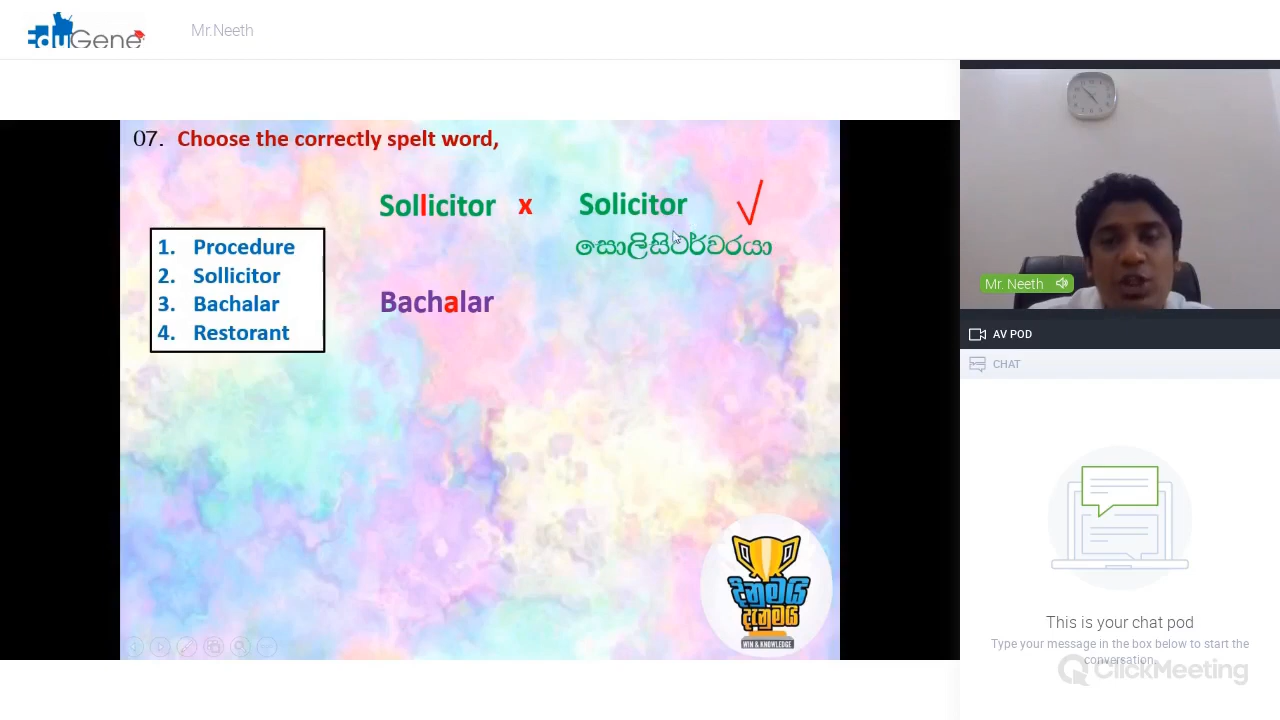 EduGene
Mr.Neeth
07. Choose the correctly spelt word,
Sollicitor x Solicitor
සොලිසිටර්වරයා
1. Procedure
2. Sollicitor
3. Bachalar
4. Restorant
Bachalar
දිනුමයි
දැනුමයි
WIN & KNOWLEDGE
Mr. Neeth
AV POD
CHAT
This is your chat pod
Type your message in the box below to start the
conversation.
ClickMeeting